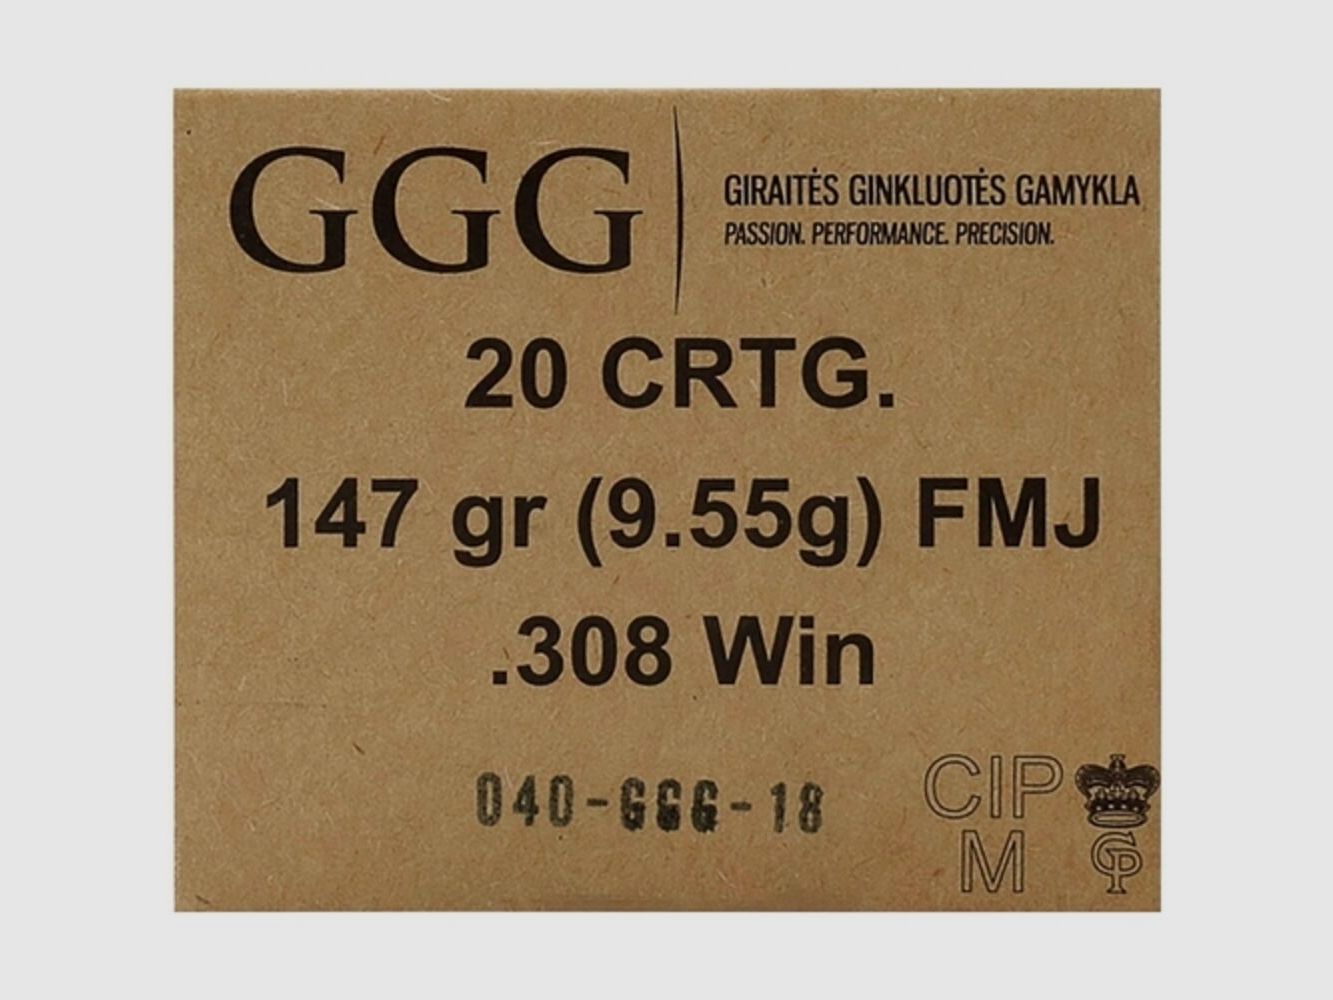 GGG
GIRAITĖS GINKLUOTĖS GAMYKLA
PASSION. PERFORMANCE. PRECISION.
20 CRTG.
147 gr (9.55g) FMJ
.308 Win
040-GGG-18
CIP
M
GP